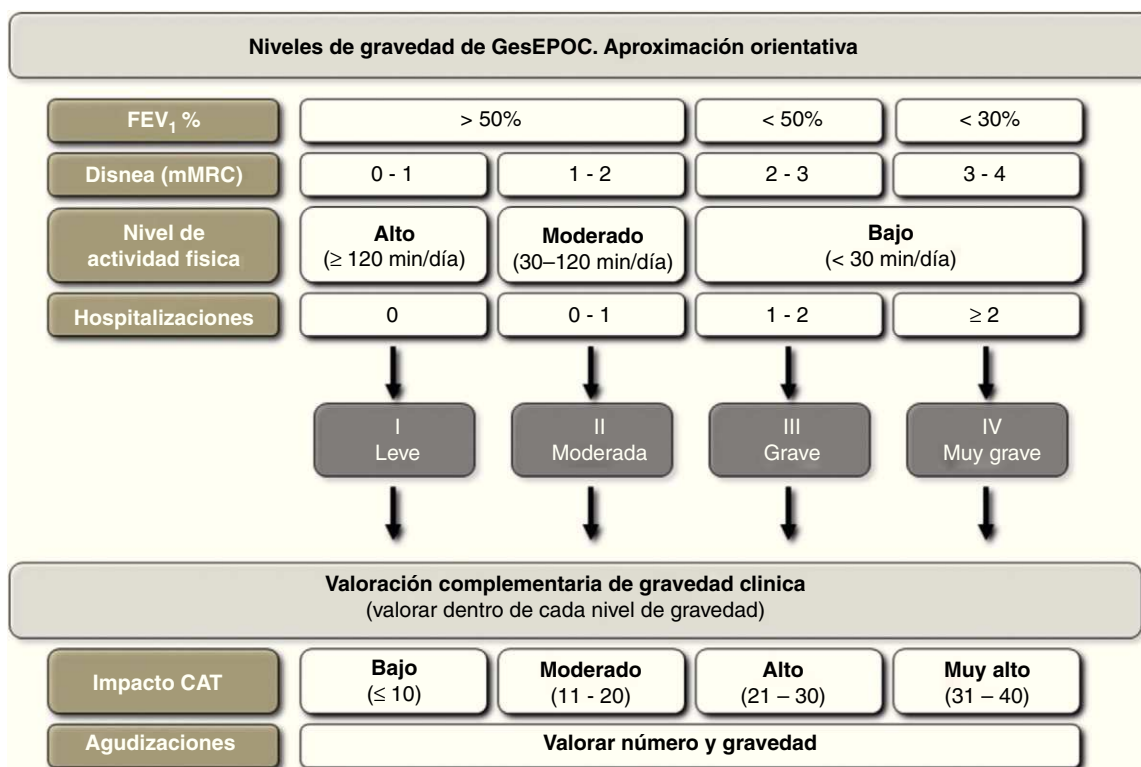 Niveles de gravedad de GesEPOC. Aproximación orientativa
FEV1 %
> 50%
< 50%
< 30%
Disnea (mMRC)
0 - 1
1 - 2
2 - 3
3 - 4
Nivel de
actividad fisica
Alto
(≥ 120 min/día)
Moderado
(30–120 min/día)
Bajo
(< 30 min/día)
Hospitalizaciones
0
0 - 1
1 - 2
≥ 2
I
Leve
II
Moderada
III
Grave
IV
Muy grave
Valoración complementaria de gravedad clinica
(valorar dentro de cada nivel de gravedad)
Impacto CAT
Bajo
(≤ 10)
Moderado
(11 - 20)
Alto
(21 – 30)
Muy alto
(31 – 40)
Agudizaciones
Valorar número y gravedad